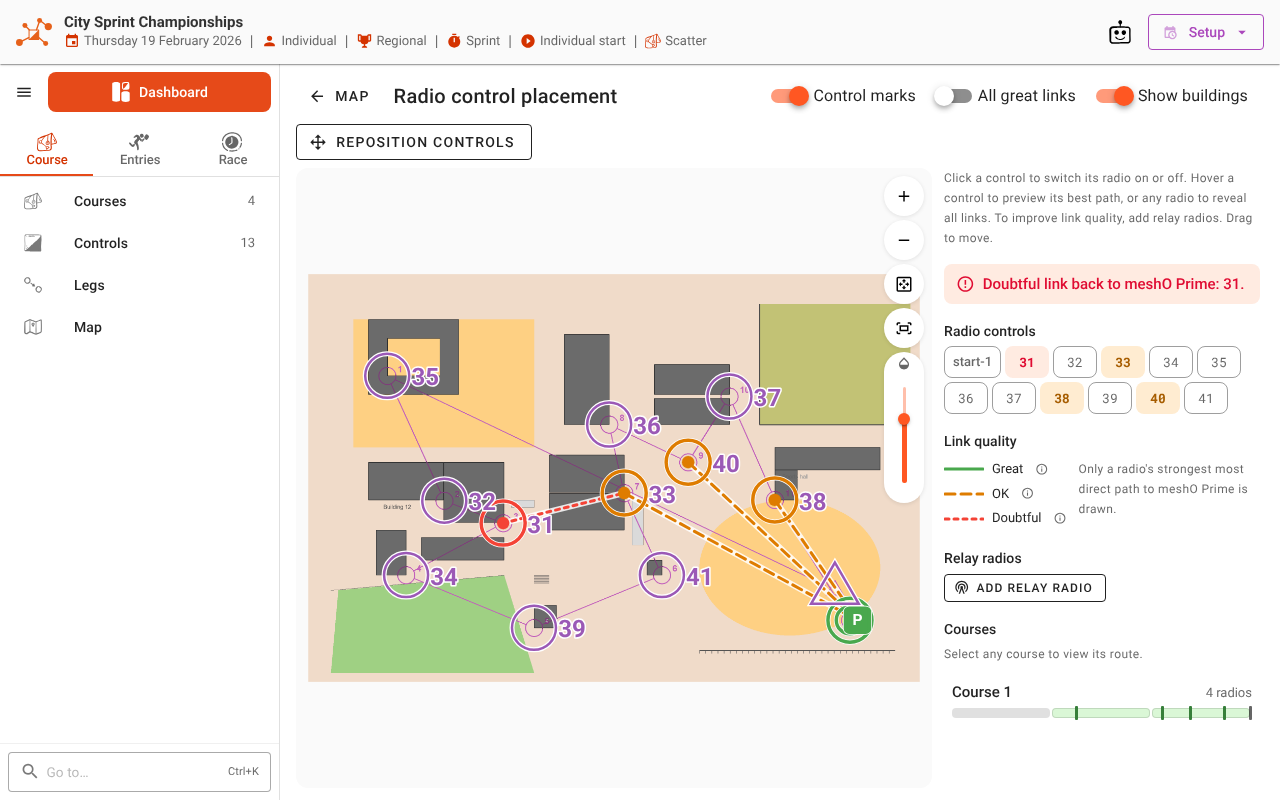 City Sprint Championships
Thursday 19 February 2026 | Individual | Regional | Sprint | Individual start | Scatter
Setup
Dashboard
Course
Entries
Race
Courses 4
Controls 13
Legs
Map
Go to…
Ctrl+K
MAP
Radio control placement
Control marks
All great links
Show buildings
REPOSITION CONTROLS
35
36
37
40
33
38
32
31
34
41
39
Building 12
P
Click a control to switch its radio on or off. Hover a
control to preview its best path, or any radio to reveal
all links. To improve link quality, add relay radios. Drag
to move.
Doubtful link back to meshO Prime: 31.
Radio controls
start-1 31 32 33 34 35
36 37 38 39 40 41
Link quality
Great
OK
Doubtful
Only a radio's strongest most
direct path to meshO Prime is
drawn.
Relay radios
ADD RELAY RADIO
Courses
Select any course to view its route.
Course 1
4 radios